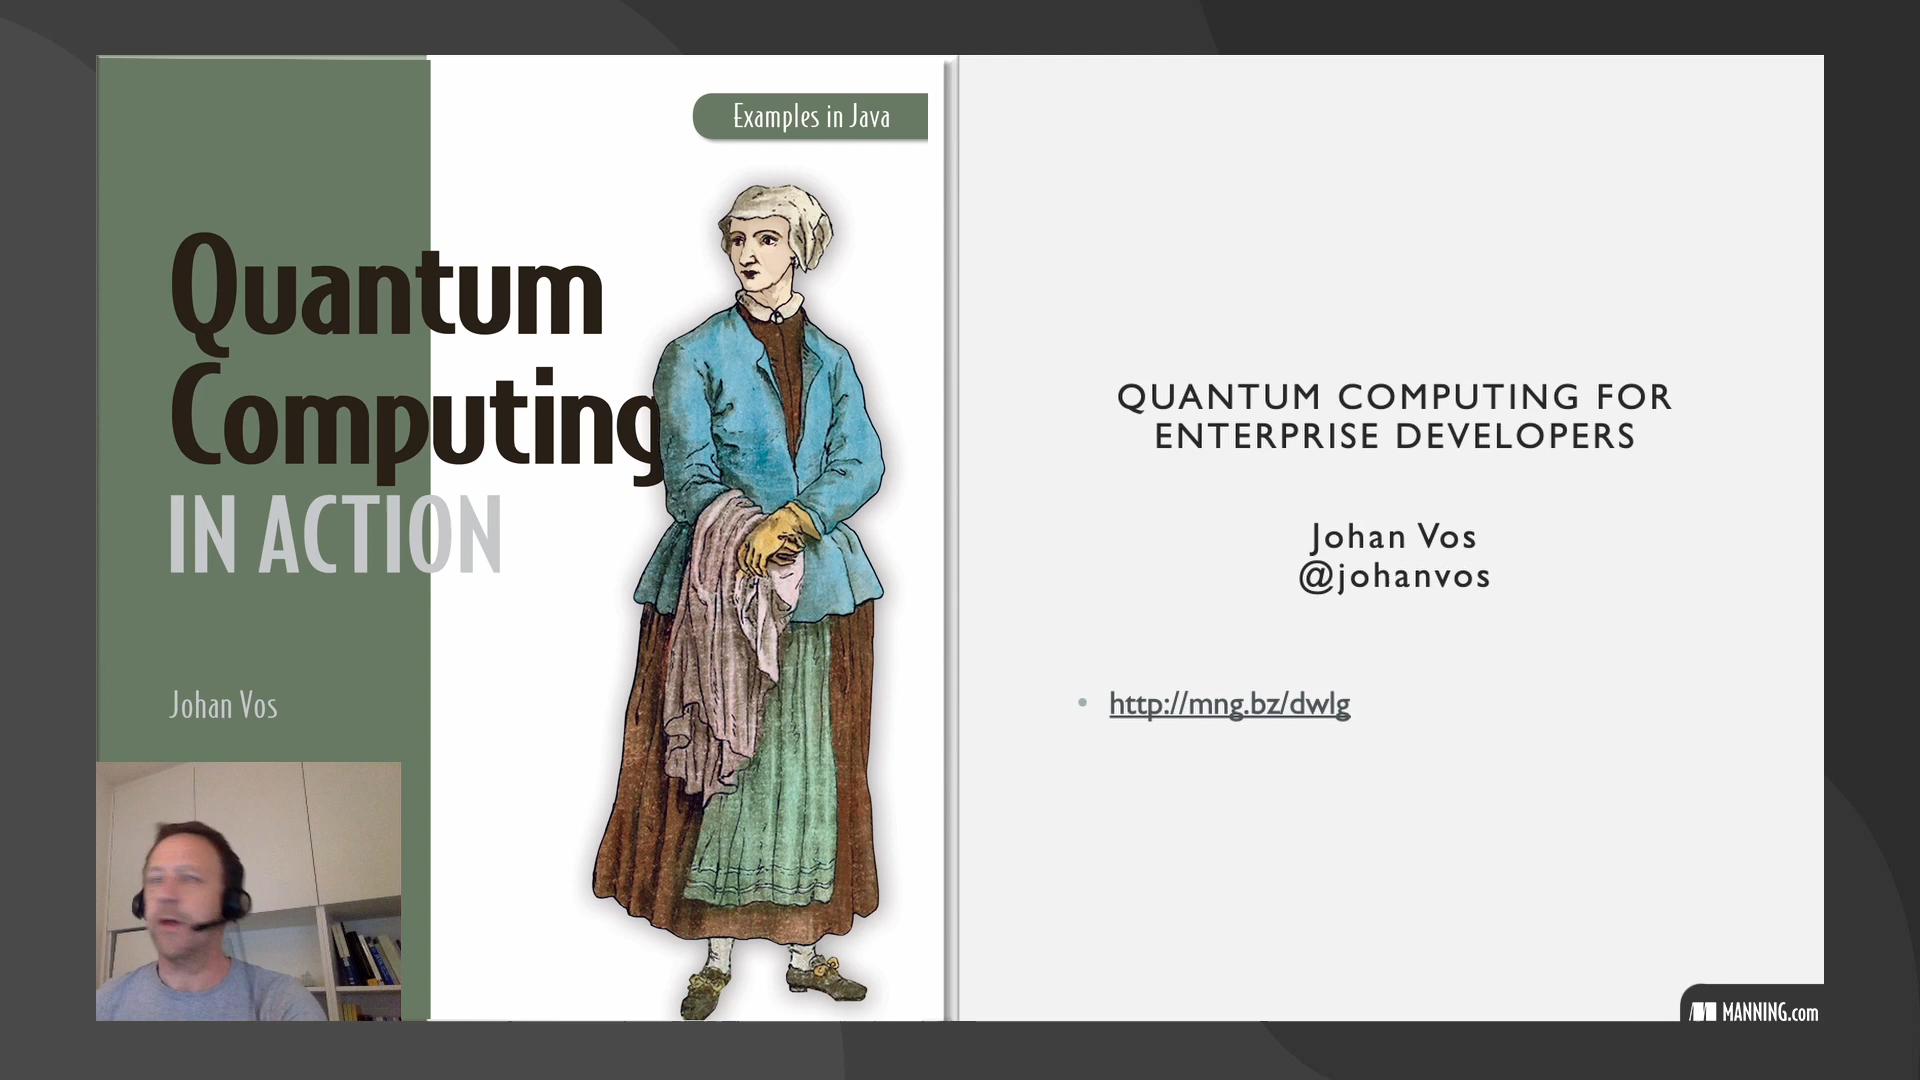 Examples in Java
Quantum
Computing
IN ACTION
Johan Vos
QUANTUM COMPUTING FOR
ENTERPRISE DEVELOPERS
Johan Vos
@johanvos
• http://mng.bz/dwlg
MANNING.com